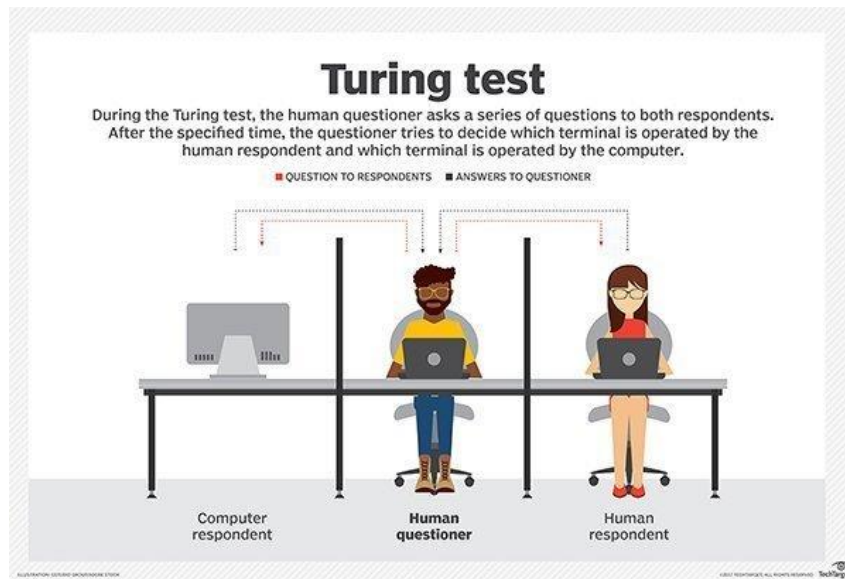 Turing test
During the Turing test, the human questioner asks a series of questions to both respondents.
After the specified time, the questioner tries to decide which terminal is operated by the
human respondent and which terminal is operated by the computer.
QUESTION TO RESPONDENTS ANSWERS TO QUESTIONER
Computer
respondent
Human
questioner
Human
respondent